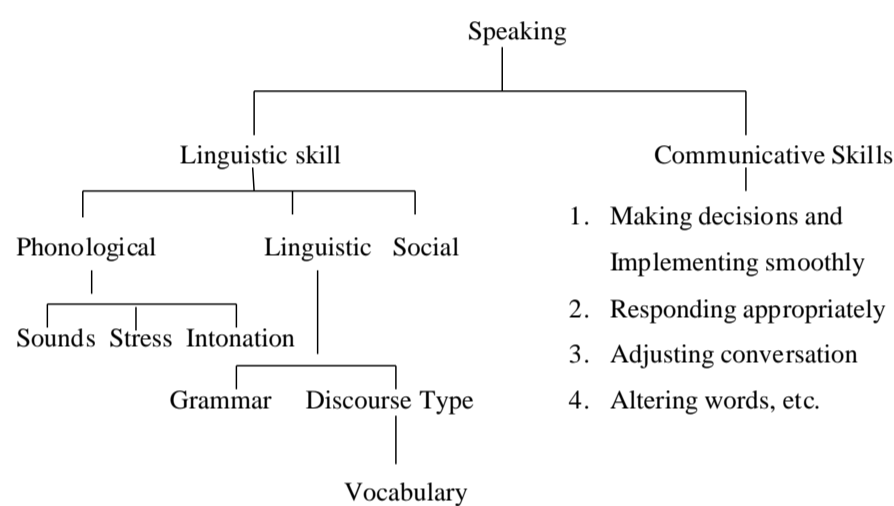 Speaking
Linguistic skill
Communicative Skills
Phonological
Linguistic
Social
Sounds
Stress
Intonation
Grammar
Discourse Type
Vocabulary
1. Making decisions and
Implementing smoothly
2. Responding appropriately
3. Adjusting conversation
4. Altering words, etc.